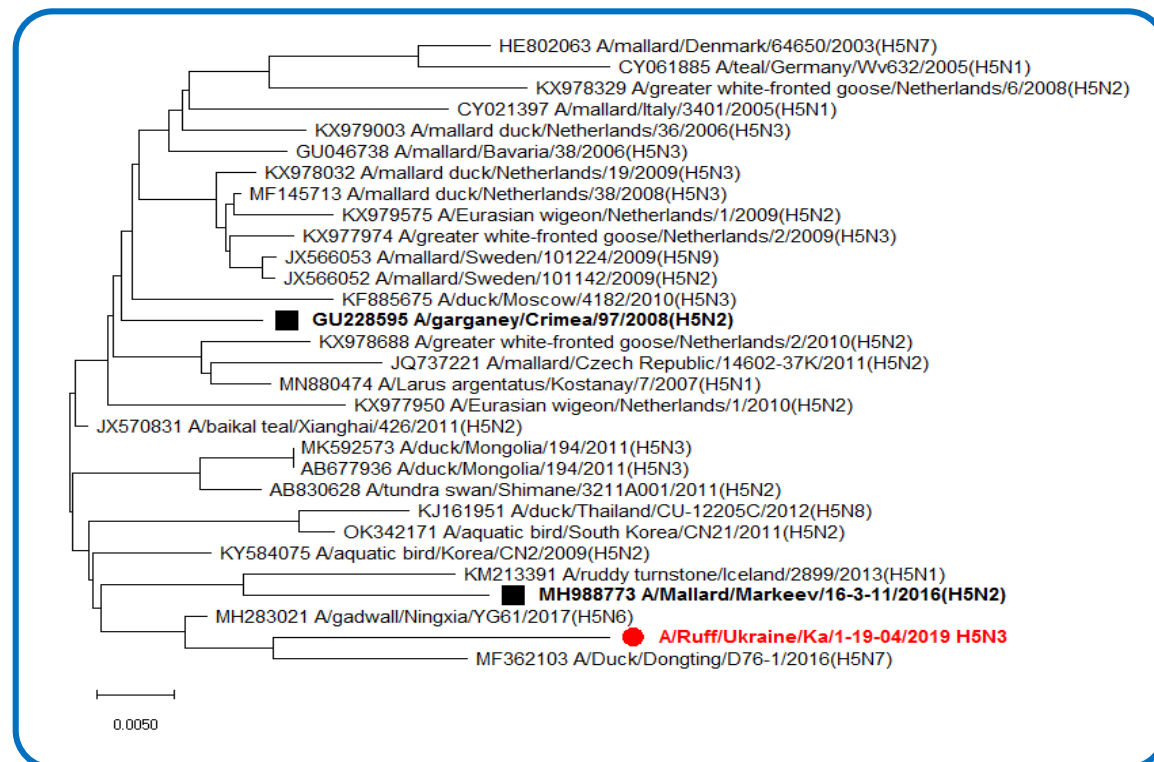 HE802063 A/mallard/Denmark/64650/2003(H5N7)
CY061885 A/teal/Germany/Wv632/2005(H5N1)
KX978329 A/greater white-fronted goose/Netherlands/6/2008(H5N2)
CY021397 A/mallard/Italy/3401/2005(H5N1)
KX979003 A/mallard duck/Netherlands/36/2006(H5N3)
GU046738 A/mallard/Bavaria/38/2006(H5N3)
KX978032 A/mallard duck/Netherlands/19/2009(H5N3)
MF145713 A/mallard duck/Netherlands/38/2008(H5N3)
KX979575 A/Eurasian wigeon/Netherlands/1/2009(H5N2)
KX977974 A/greater white-fronted goose/Netherlands/2/2009(H5N3)
JX566053 A/mallard/Sweden/101224/2009(H5N9)
JX566052 A/mallard/Sweden/101142/2009(H5N2)
KF885675 A/duck/Moscow/4182/2010(H5N3)
GU228595 A/garganey/Crimea/97/2008(H5N2)
KX978688 A/greater white-fronted goose/Netherlands/2/2010(H5N2)
JQ737221 A/mallard/Czech Republic/14602-37K/2011(H5N2)
MN880474 A/Larus argentatus/Kostanay/7/2007(H5N1)
KX977950 A/Eurasian wigeon/Netherlands/1/2010(H5N2)
JX570831 A/baikal teal/Xianghai/426/2011(H5N2)
MK592573 A/duck/Mongolia/194/2011(H5N3)
AB677936 A/duck/Mongolia/194/2011(H5N3)
AB830628 A/tundra swan/Shimane/3211A001/2011(H5N2)
KJ161951 A/duck/Thailand/CU-12205C/2012(H5N8)
OK342171 A/aquatic bird/South Korea/CN21/2011(H5N2)
KY584075 A/aquatic bird/Korea/CN2/2009(H5N2)
KM213391 A/ruddy turnstone/Iceland/2899/2013(H5N1)
MH988773 A/Mallard/Markeev/16-3-11/2016(H5N2)
MH283021 A/gadwall/Ningxia/YG61/2017(H5N6)
A/Ruff/Ukraine/Ka/1-19-04/2019 H5N3
MF362103 A/Duck/Dongting/D76-1/2016(H5N7)
0.0050